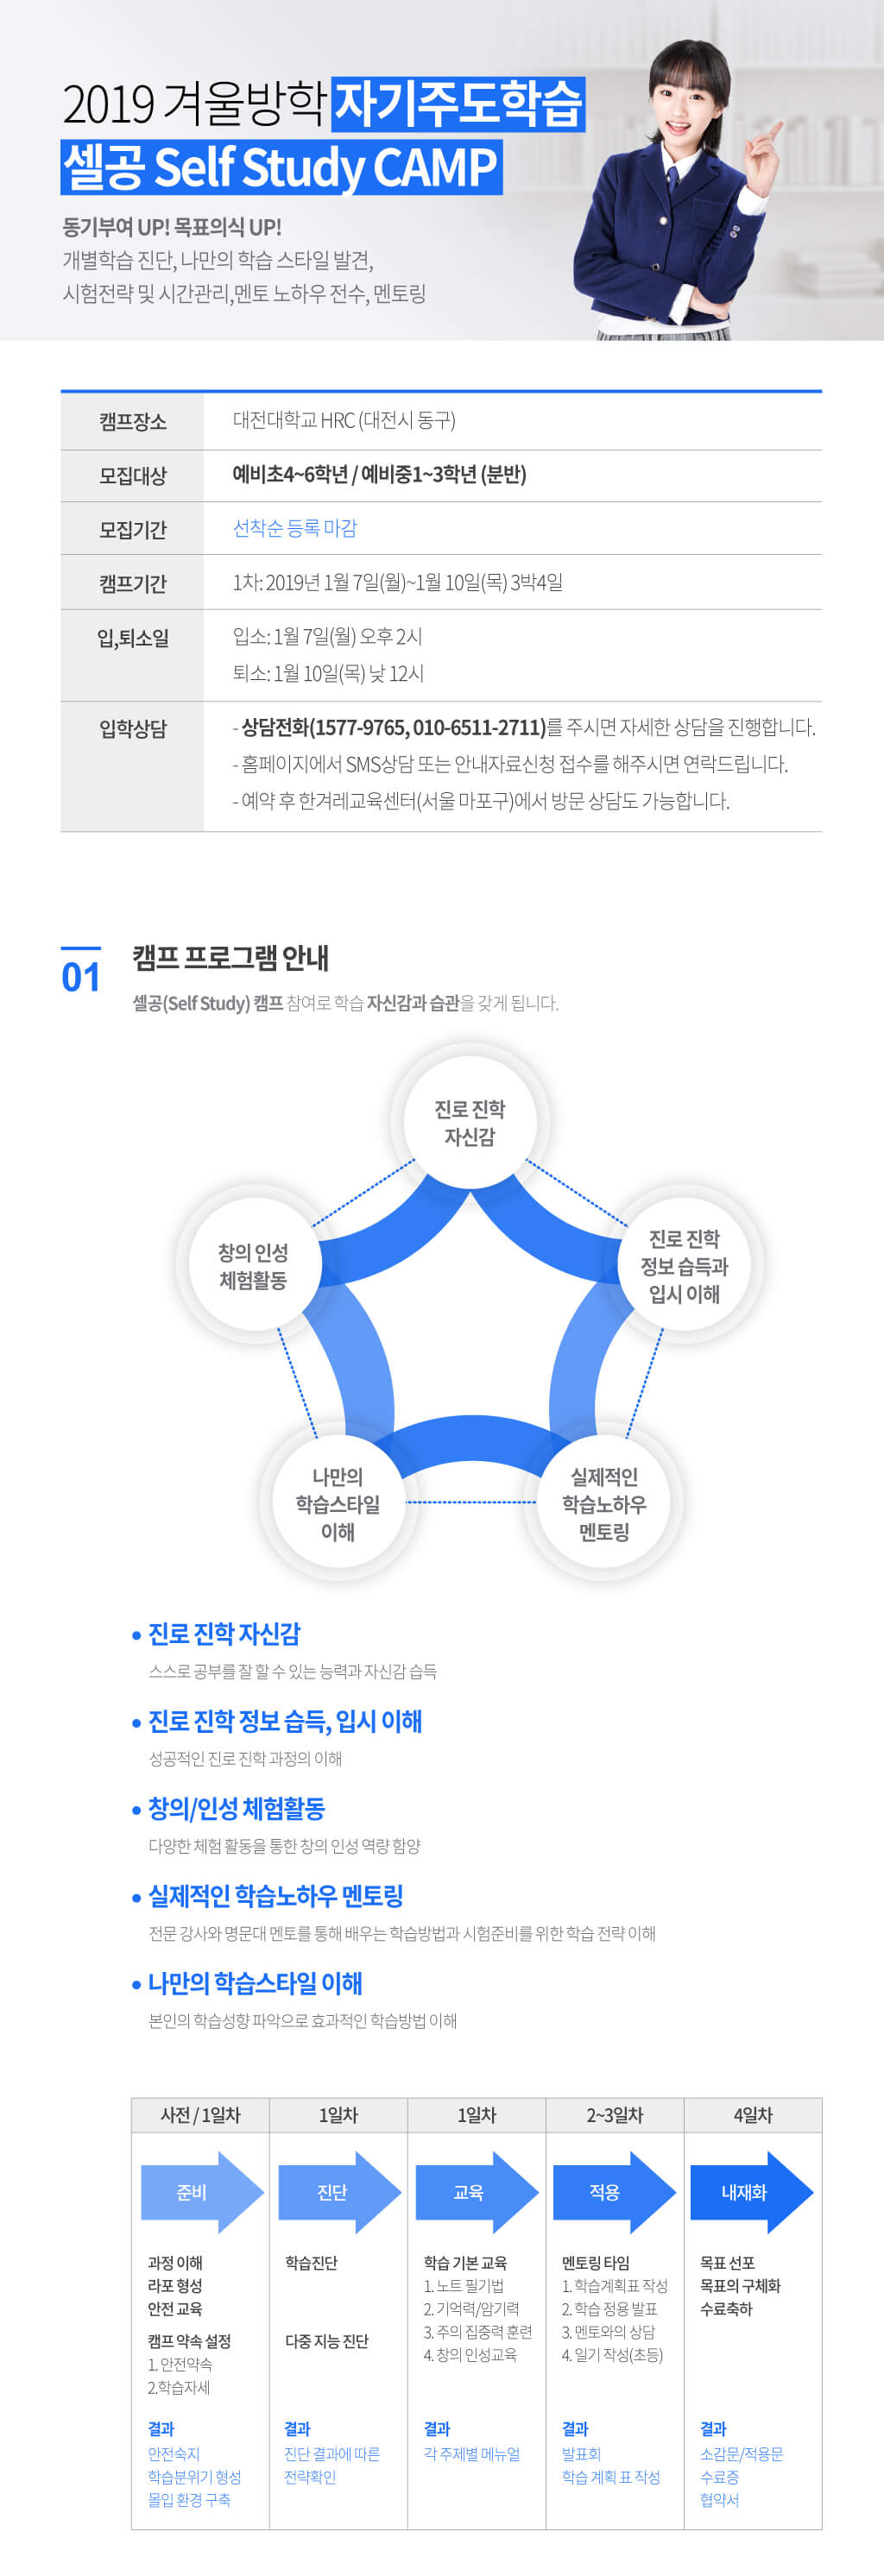 2019 겨울방학 자기주도학습
셀공 Self Study CAMP
동기부여 UP! 목표의식 UP!
개별학습 진단, 나만의 학습 스타일 발견,
시험전략 및 시간관리,멘토 노하우 전수, 멘토링
캠프장소 대전대학교 HRC (대전시 동구)
모집대상 예비초4~6학년 / 예비중1~3학년 (분반)
모집기간 선착순 등록 마감
캠프기간 1차: 2019년 1월 7일(월)~1월 10일(목) 3박4일
입,퇴소일 입소: 1월 7일(월) 오후 2시
퇴소: 1월 10일(목) 낮 12시
입학상담 - 상담전화(1577-9765, 010-6511-2711)를 주시면 자세한 상담을 진행합니다.
- 홈페이지에서 SMS상담 또는 안내자료신청 접수를 해주시면 연락드립니다.
- 예약 후 한겨레교육센터(서울 마포구)에서 방문 상담도 가능합니다.
01 캠프 프로그램 안내
셀공(Self Study) 캠프 참여로 학습 자신감과 습관을 갖게 됩니다.
진로 진학
자신감
창의 인성
체험활동
진로 진학
정보 습득과
입시 이해
나만의
학습스타일
이해
실제적인
학습노하우
멘토링
• 진로 진학 자신감
스스로 공부를 잘 할 수 있는 능력과 자신감 습득
• 진로 진학 정보 습득, 입시 이해
성공적인 진로 진학 과정의 이해
• 창의/인성 체험활동
다양한 체험 활동을 통한 창의 인성 역량 함양
• 실제적인 학습노하우 멘토링
전문 강사와 명문대 멘토를 통해 배우는 학습방법과 시험준비를 위한 학습 전략 이해
• 나만의 학습스타일 이해
본인의 학습성향 파악으로 효과적인 학습방법 이해
사전 / 1일차 1일차 1일차 2~3일차 4일차
준비 진단 교육 적용 내재화
과정 이해
라포 형성
안전 교육
캠프 약속 설정
1. 안전약속
2.학습자세
결과
안전숙지
학습분위기 형성
몰입 환경 구축
학습진단
다중 지능 진단
결과
진단 결과에 따른
전략확인
학습 기본 교육
1. 노트 필기법
2. 기억력/암기력
3. 주의 집중력 훈련
4. 창의 인성교육
결과
각 주제별 메뉴얼
멘토링 타임
1. 학습계획표 작성
2. 학습 정용 발표
3. 멘토와의 상담
4. 일기 작성(초등)
결과
발표회
학습 계획 표 작성
목표 선포
목표의 구체화
수료축하
결과
소감문/적용문
수료증
협약서